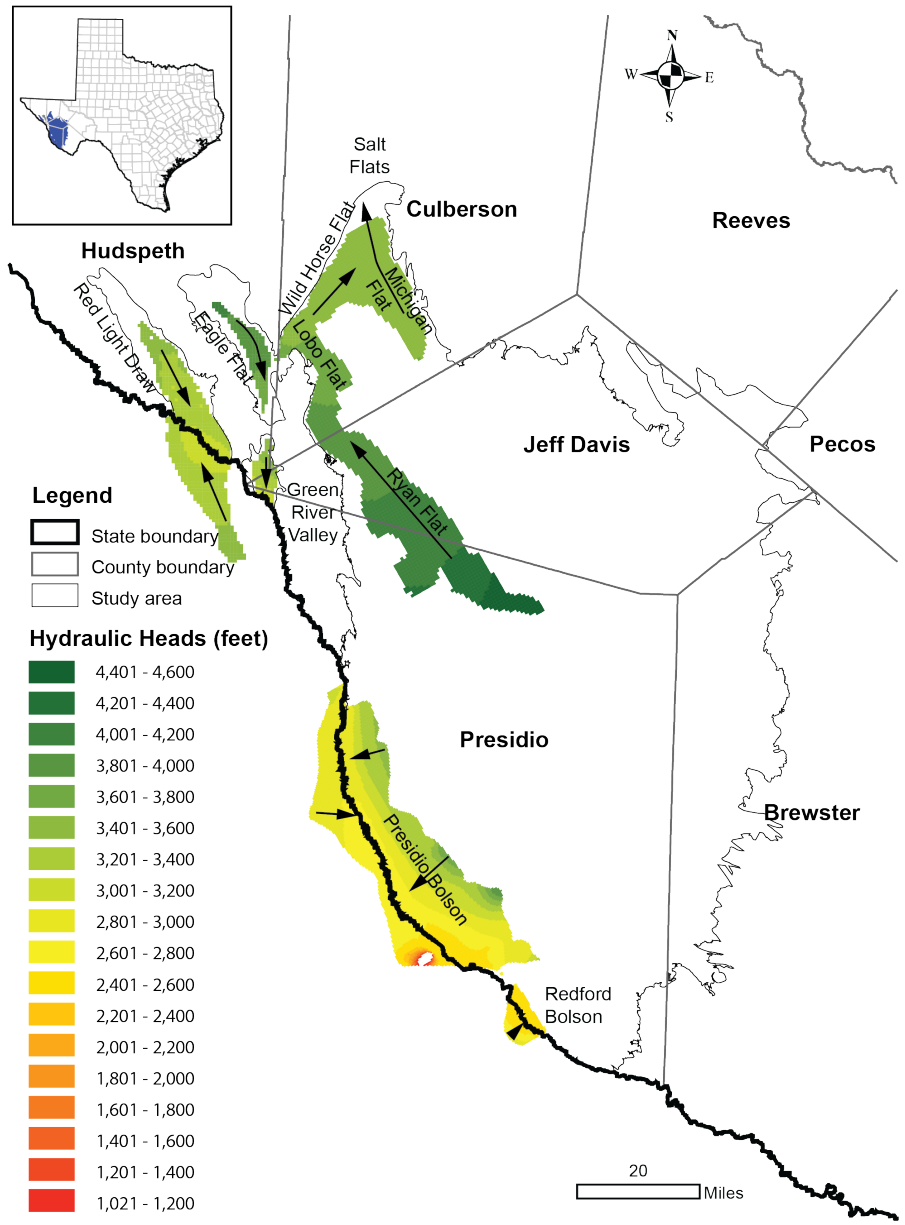 N
W E
S
Salt
Flats
Culberson
Reeves
Hudspeth
Wild Horse Flat
Michigan
Flat
Red Light Draw
Eagle Flat
Lobo Flat
Jeff Davis
Pecos
Ryan Flat
Green
River
Valley
Legend
State boundary
County boundary
Study area
Hydraulic Heads (feet)
4,401 - 4,600
4,201 - 4,400
4,001 - 4,200
3,801 - 4,000
3,601 - 3,800
3,401 - 3,600
3,201 - 3,400
3,001 - 3,200
2,801 - 3,000
2,601 - 2,800
2,401 - 2,600
2,201 - 2,400
2,001 - 2,200
1,801 - 2,000
1,601 - 1,800
1,401 - 1,600
1,201 - 1,400
1,021 - 1,200
Presidio
Brewster
Presidio Bolson
Redford
Bolson
20
Miles